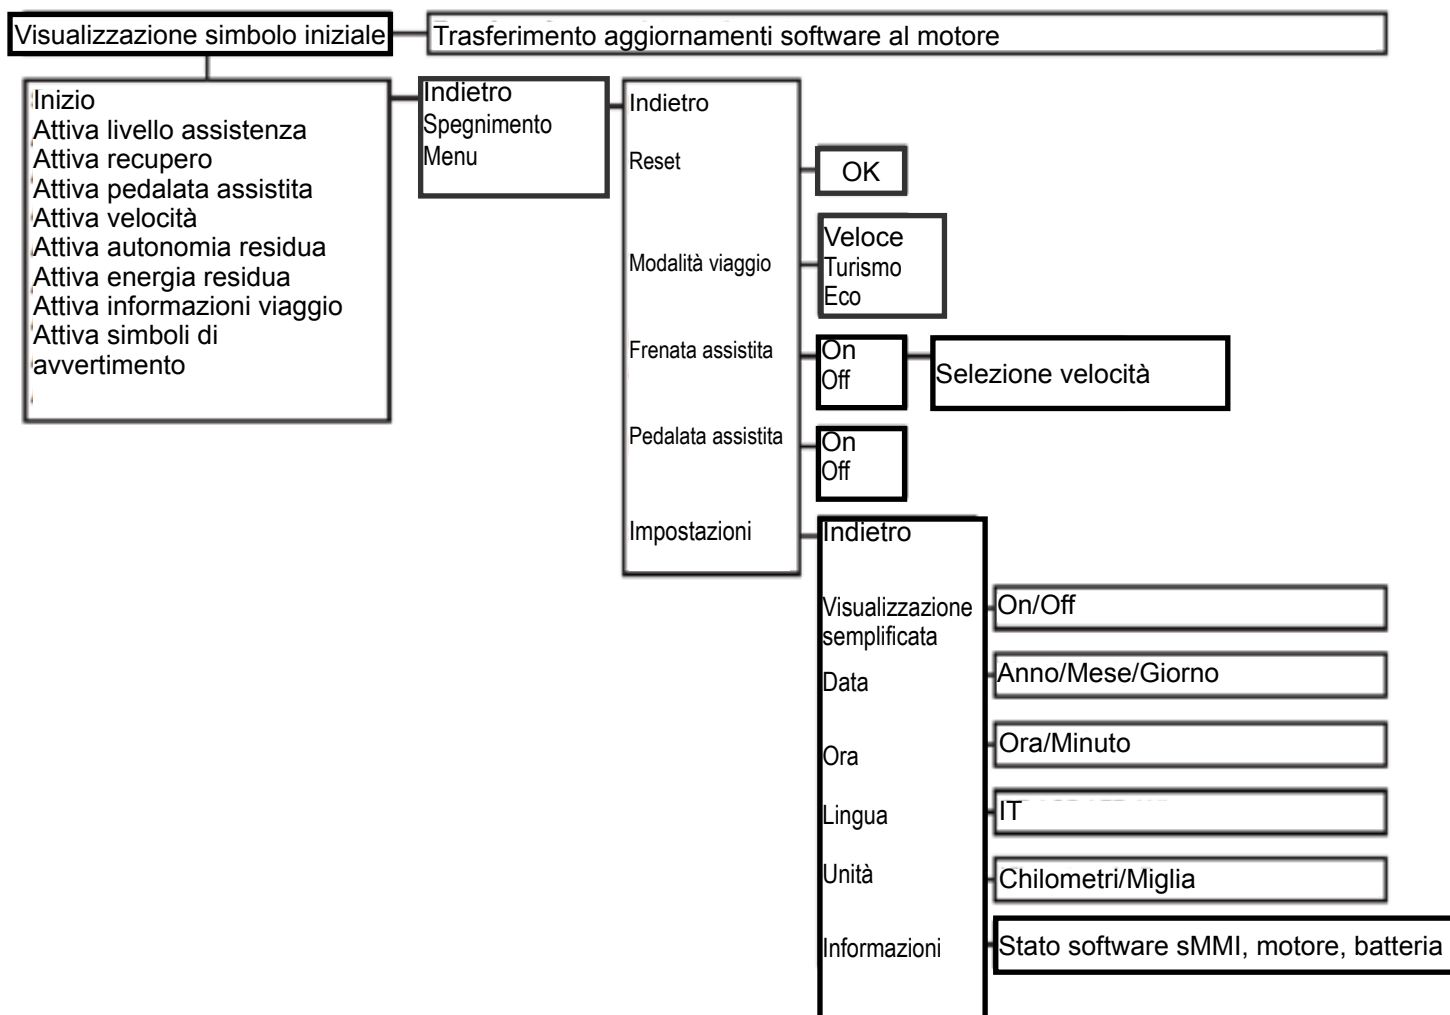 Visualizzazione simbolo iniziale
Trasferimento aggiornamenti software al motore
Inizio
Attiva livello assistenza
Attiva recupero
Attiva pedalata assistita
Attiva velocità
Attiva autonomia residua
Attiva energia residua
Attiva informazioni viaggio
Attiva simboli di
avvertimento
Indietro
Spegnimento
Menu
Indietro
Reset
OK
Modalità viaggio
Veloce
Turismo
Eco
Frenata assistita
On
Off
Selezione velocità
Pedalata assistita
On
Off
Impostazioni
Indietro
Visualizzazione
semplificata
On/Off
Data
Anno/Mese/Giorno
Ora
Ora/Minuto
Lingua
IT
Unità
Chilometri/Miglia
Informazioni
Stato software sMMI, motore, batteria